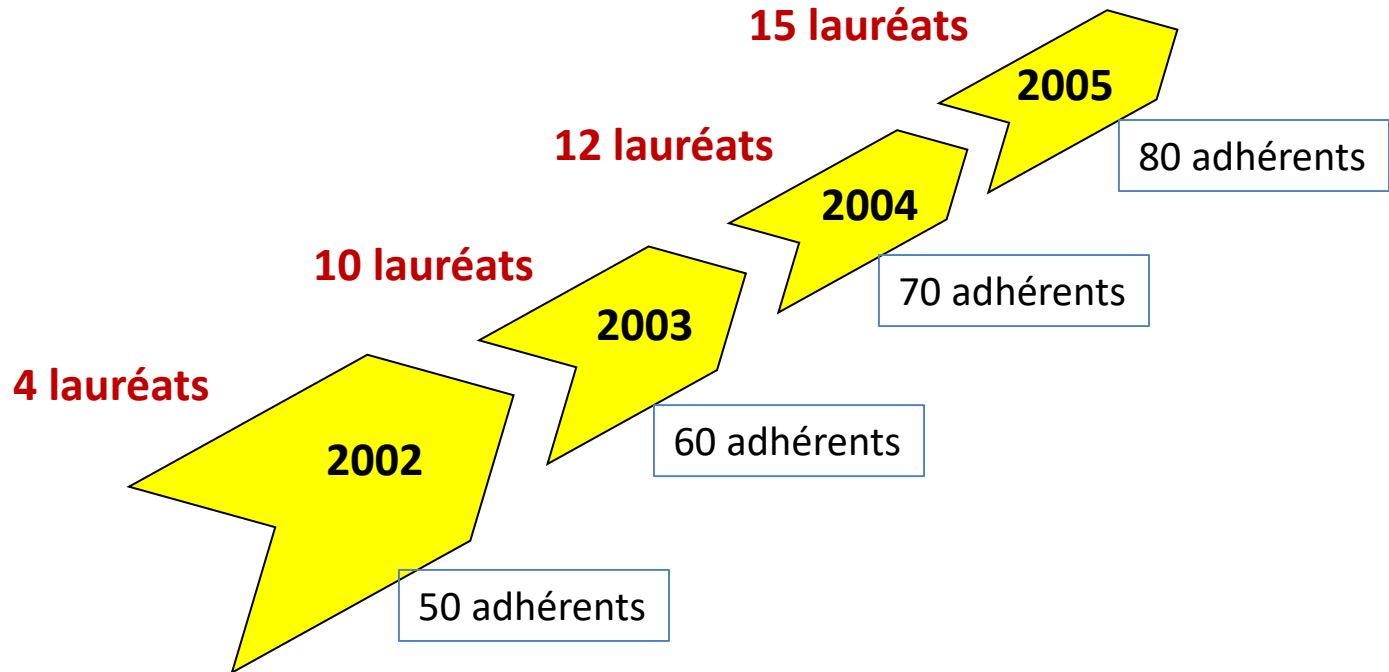 15 lauréats
2005
80 adhérents
12 lauréats
2004
70 adhérents
10 lauréats
2003
60 adhérents
4 lauréats
2002
50 adhérents